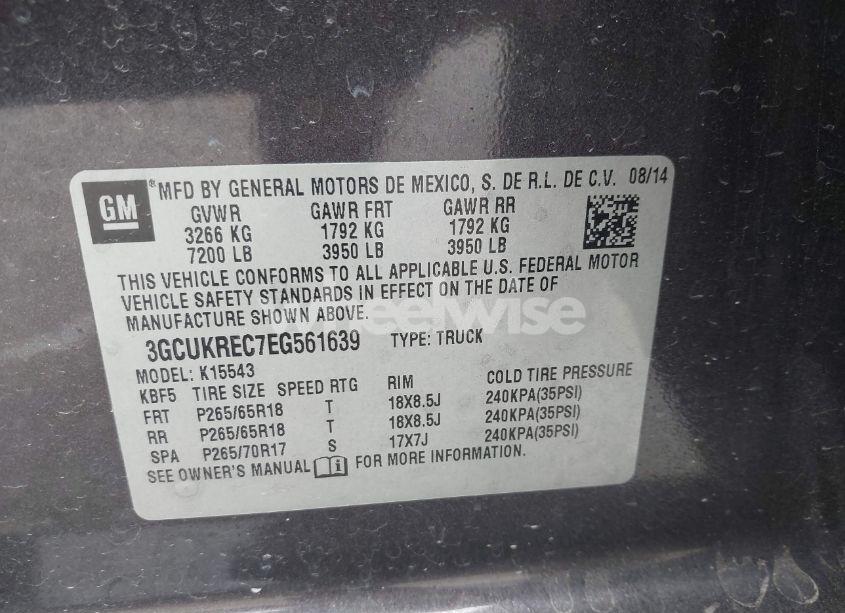 GM ® MFD BY GENERAL MOTORS DE MEXICO, S. DE R.L. DE C.V. 08/14
GVWR GAWR FRT GAWR RR
3266 KG 1792 KG 1792 KG
7200 LB 3950 LB 3950 LB
THIS VEHICLE CONFORMS TO ALL APPLICABLE U.S. FEDERAL MOTOR
VEHICLE SAFETY STANDARDS IN EFFECT ON THE DATE OF
MANUFACTURE SHOWN ABOVE.
wheelwise
3GCUKREC7EG561639 TYPE: TRUCK
MODEL: K15543
KBF5 TIRE SIZE SPEED RTG RIM COLD TIRE PRESSURE
FRT P265/65R18 T 18X8.5J 240KPA(35PSI)
RR P265/65R18 T 18X8.5J 240KPA(35PSI)
SPA P265/70R17 S 17X7J 240KPA(35PSI)
SEE OWNER'S MANUAL i FOR MORE INFORMATION.